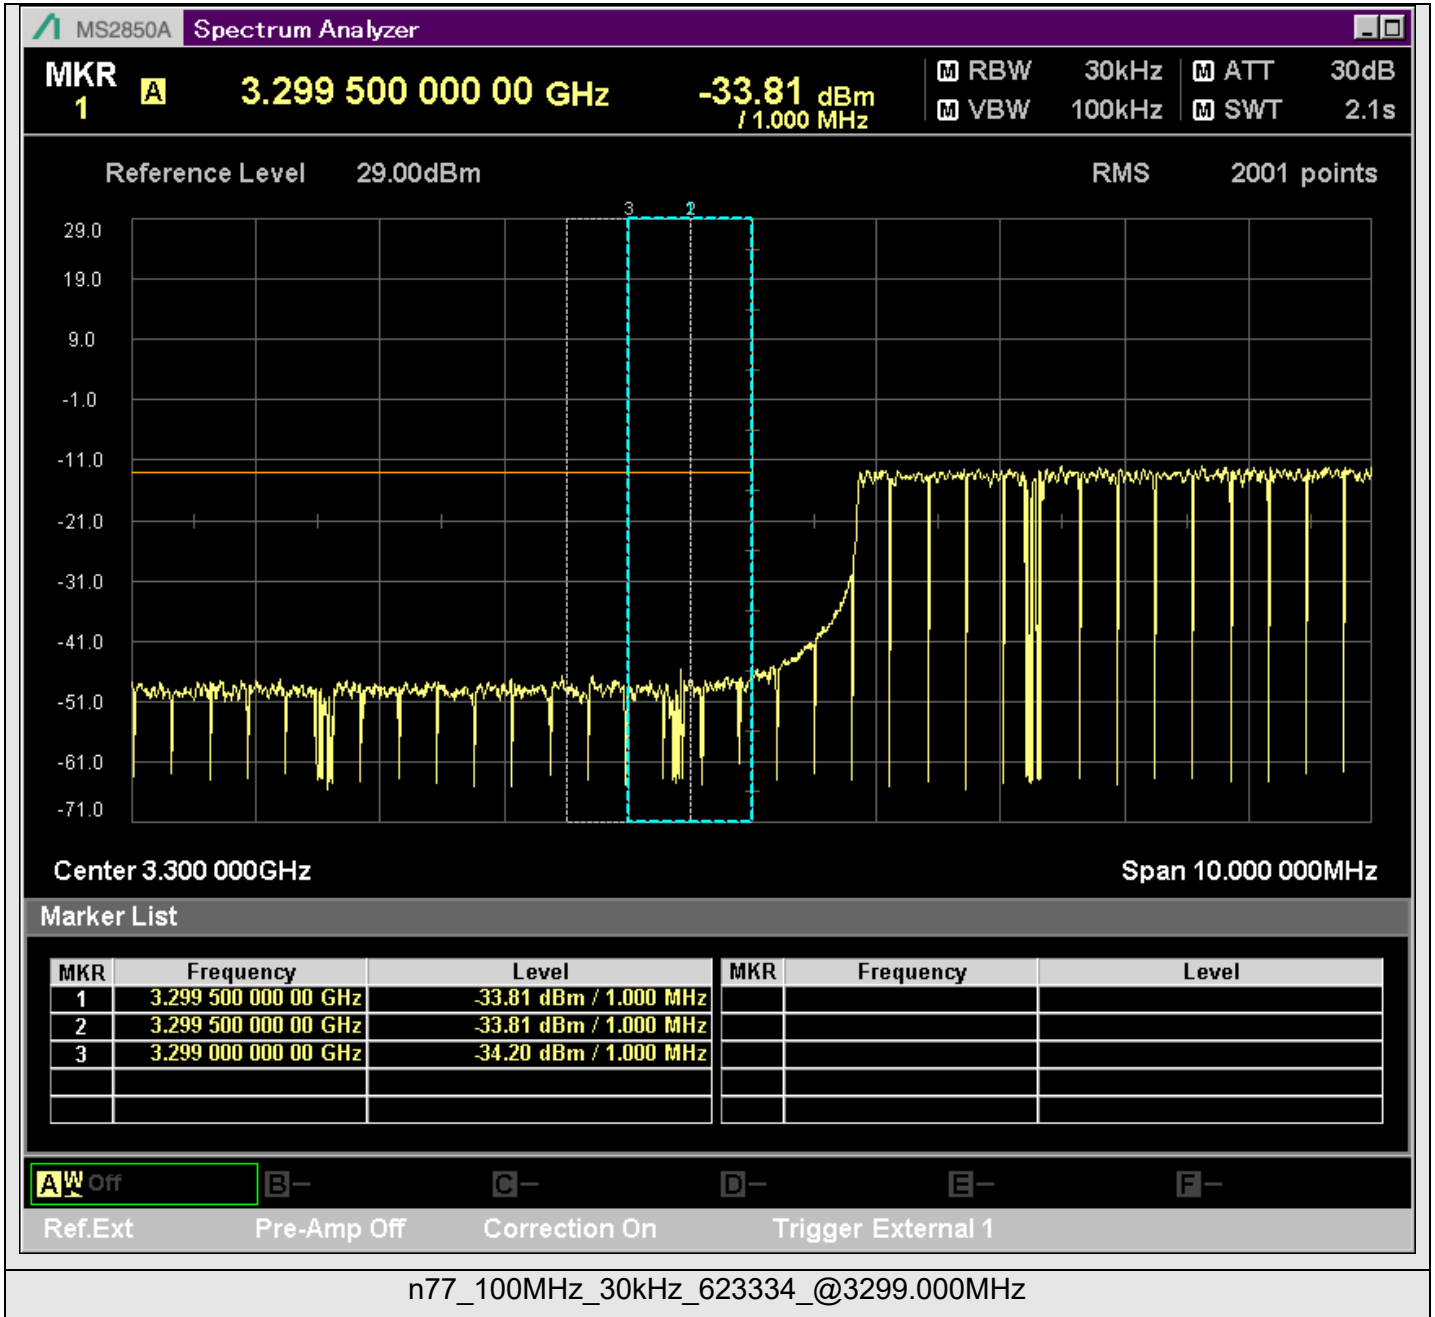 MS2850A Spectrum Analyzer
MKR 1 A 3.299 500 000 00 GHz -33.81 dBm / 1.000 MHz
M RBW 30kHz M ATT 30dB
M VBW 100kHz M SWT 2.1s
Reference Level 29.00dBm RMS 2001 points
3 2
29.0
19.0
9.0
-1.0
-11.0
-21.0
-31.0
-41.0
-51.0
-61.0
-71.0
Center 3.300 000GHz Span 10.000 000MHz
Marker List
MKR Frequency Level MKR Frequency Level
1 3.299 500 000 00 GHz -33.81 dBm / 1.000 MHz
2 3.299 500 000 00 GHz -33.81 dBm / 1.000 MHz
3 3.299 000 000 00 GHz -34.20 dBm / 1.000 MHz
A W Off B – C – D – E – F –
Ref.Ext Pre-Amp Off Correction On Trigger External 1
n77_100MHz_30kHz_623334_@3299.000MHz